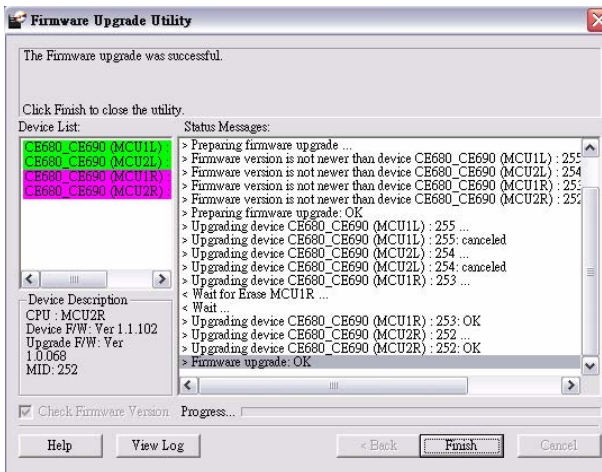 Firmware Upgrade Utility
The Firmware upgrade was successful.
Click Finish to close the utility.
Device List:
CE680_CE690 (MCU1L) :
CE680_CE690 (MCU2L) :
CE680_CE690 (MCU1R) :
CE680_CE690 (MCU2R) :
Device Description
CPU : MCU2R
Device F/W: Ver 1.1.102
Upgrade F/W: Ver
1.0.068
MID: 252
Status Messages:
> Preparing firmware upgrade ...
> Firmware version is not newer than device CE680_CE690 (MCU1L) : 255
> Firmware version is not newer than device CE680_CE690 (MCU2L) : 254
> Firmware version is not newer than device CE680_CE690 (MCU1R) : 253
> Firmware version is not newer than device CE680_CE690 (MCU2R) : 252
> Preparing firmware upgrade: OK
> Upgrading device CE680_CE690 (MCU1L) : 255 ...
> Upgrading device CE680_CE690 (MCU1L) : 255: canceled
> Upgrading device CE680_CE690 (MCU2L) : 254 ...
> Upgrading device CE680_CE690 (MCU2L) : 254: canceled
> Upgrading device CE680_CE690 (MCU1R) : 253 ...
< Wait for Erase MCU1R ...
< Wait ...
> Upgrading device CE680_CE690 (MCU1R) : 253: OK
> Upgrading device CE680_CE690 (MCU2R) : 252 ...
> Upgrading device CE680_CE690 (MCU2R) : 252: OK
> Firmware upgrade: OK
Check Firmware Version Progress...
Help View Log < Back Finish Cancel